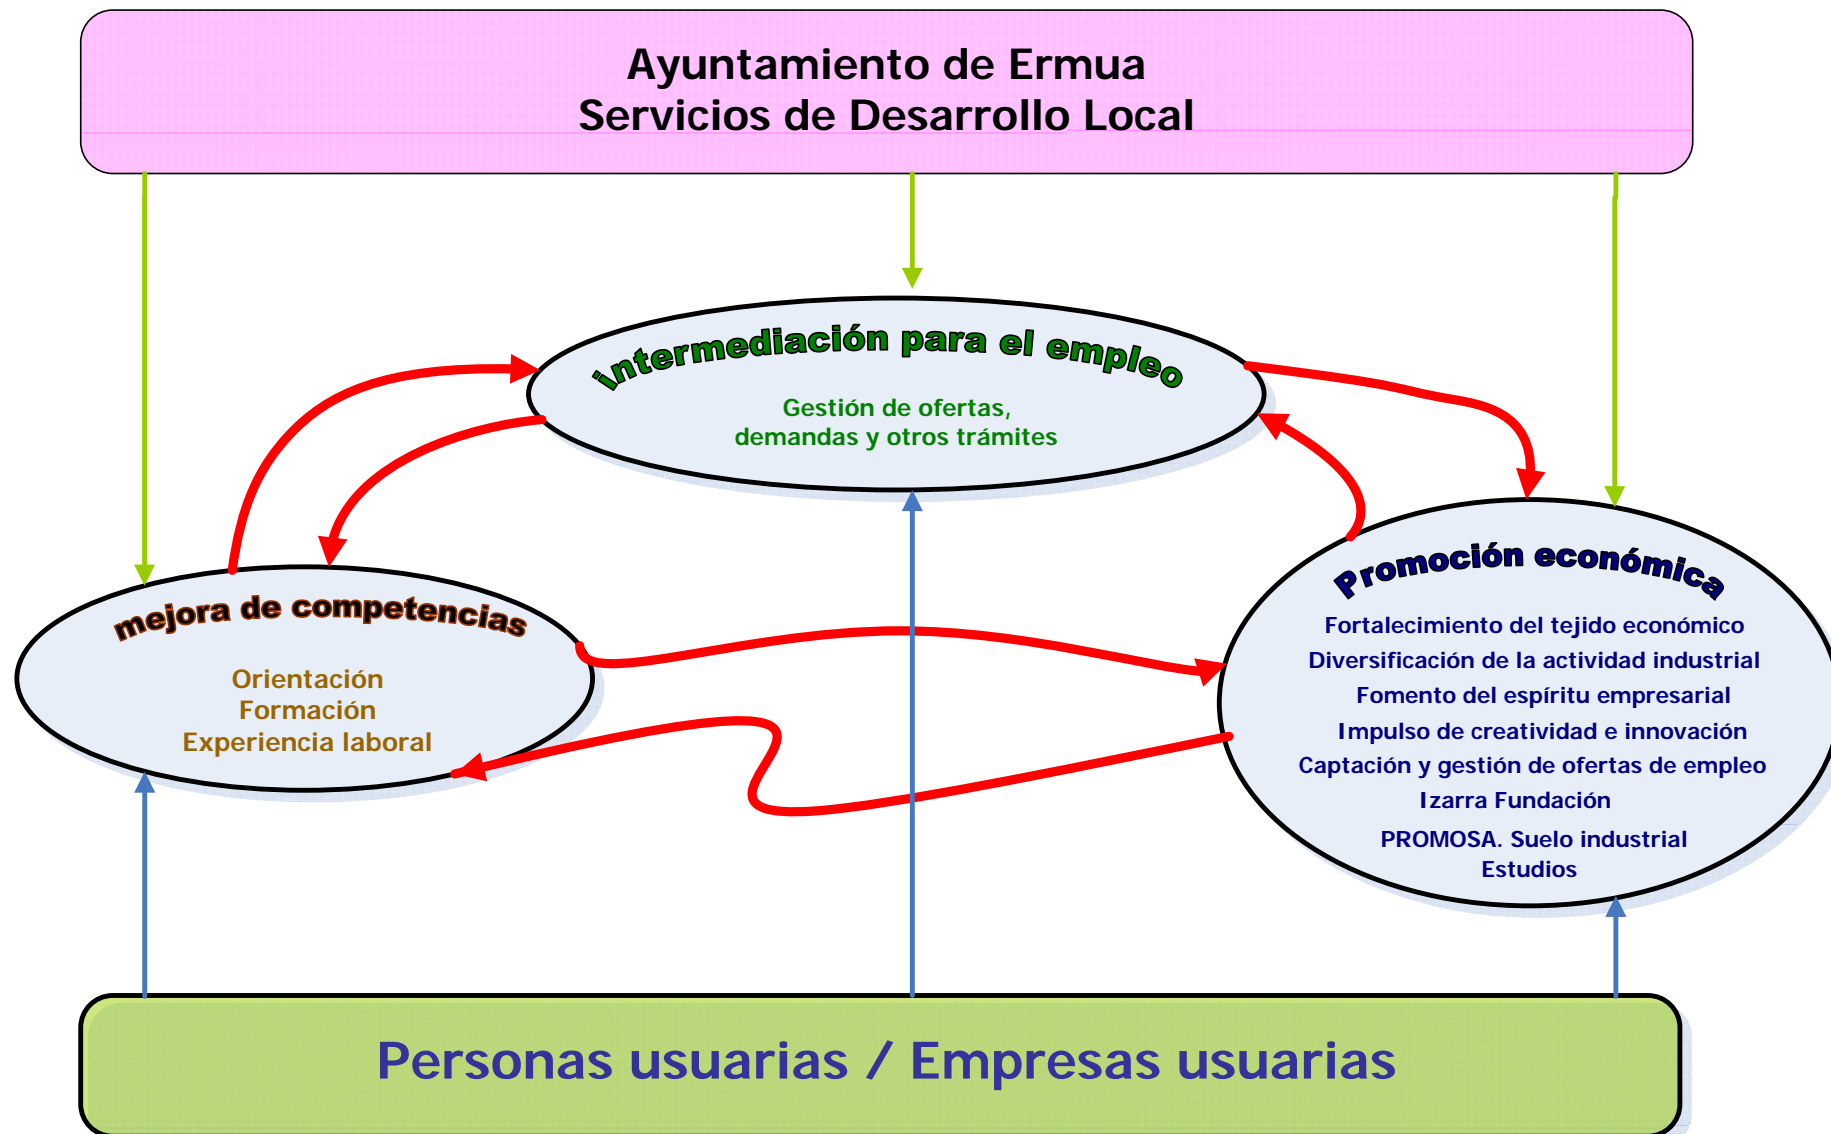 Ayuntamiento de Ermua
Servicios de Desarrollo Local
intermediación para el empleo
Gestión de ofertas,
demandas y otros trámites
mejora de competencias
Orientación
Formación
Experiencia laboral
Promoción económica
Fortalecimiento del tejido económico
Diversificación de la actividad industrial
Fomento del espíritu empresarial
Impulso de creatividad e innovación
Captación y gestión de ofertas de empleo
Izarra Fundación
PROMOSA. Suelo industrial
Estudios
Personas usuarias / Empresas usuarias